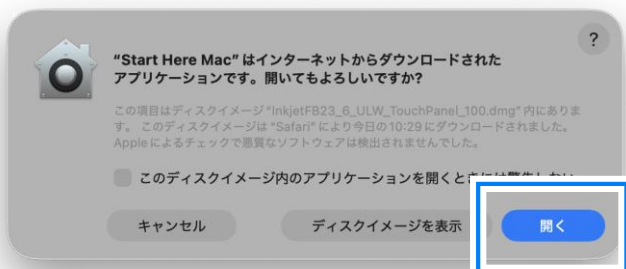 ?
“Start Here Mac”はインターネットからダウンロードされた
アプリケーションです。開いてもよろしいですか?
この項目はディスクイメージ“InkjetFB23_6_ULW_TouchPanel_100.dmg”内にありま
す。このディスクイメージは“Safari”により今日の10:29にダウンロードされました。
Appleによるチェックで悪質なソフトウェアは検出されませんでした。
このディスクイメージ内のアプリケーションを開くときには警告しない
キャンセル
ディスクイメージを表示
開く